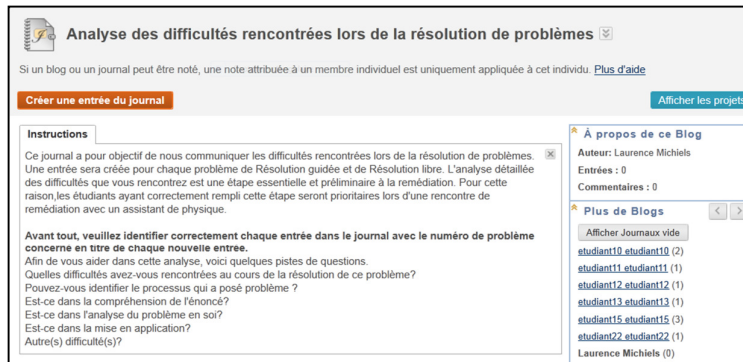 Analyse des difficultés rencontrées lors de la résolution de problèmes
Si un blog ou un journal peut être noté, une note attribuée à un membre individuel est uniquement appliquée à cet individu. Plus d'aide
Créer une entrée du journal
Afficher les projets
Instructions
Ce journal a pour objectif de nous communiquer les difficultés rencontrées lors de la résolution de problèmes.
Une entrée sera créée pour chaque problème de Résolution guidée et de Résolution libre. L'analyse détaillée
des difficultés que vous rencontrez est une étape essentielle et préliminaire à la remédiation. Pour cette
raison,les étudiants ayant correctement rempli cette étape seront prioritaires lors d'une rencontre de
remédiation avec un assistant de physique.
Avant tout, veuillez identifier correctement chaque entrée dans le journal avec le numéro de problème
concerne en titre de chaque nouvelle entrée.
Afin de vous aider dans cette analyse, voici quelques pistes de questions.
Quelles difficultés avez-vous rencontrées au cours de la résolution de ce problème?
Pouvez-vous identifier le processus qui a posé problème ?
Est-ce dans la compréhension de l'énoncé?
Est-ce dans l'analyse du problème en soi?
Est-ce dans la mise en application?
Autre(s) difficulté(s)?
À propos de ce Blog
Auteur: Laurence Michiels
Entrées : 0
Commentaires : 0
Plus de Blogs
Afficher Journaux vide
etudiant10 etudiant10 (2)
etudiant11 etudiant11 (1)
etudiant12 etudiant12 (1)
etudiant13 etudiant13 (1)
etudiant15 etudiant15 (3)
etudiant22 etudiant22 (1)
Laurence Michiels (0)